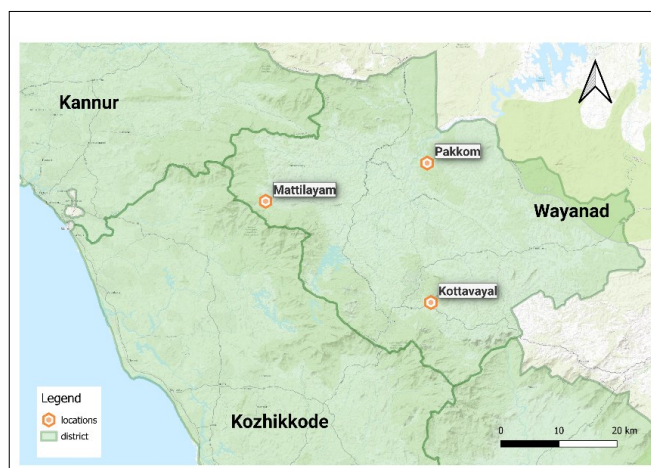 Kannur
Pakkom
Mattilayam
Wayanad
Kottavayal
Legend
locations
district
Kozhikkode
0 10 20 km